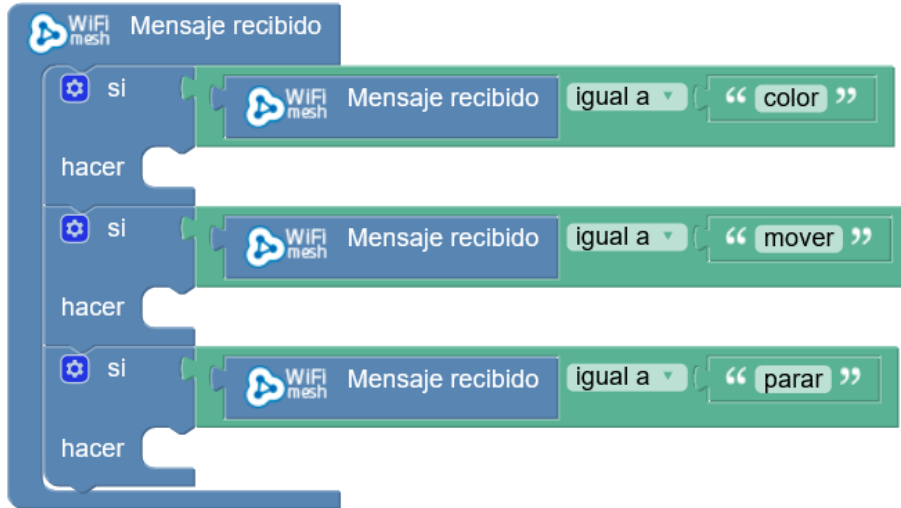 WiFi mesh Mensaje recibido
si WiFi mesh Mensaje recibido igual a “ color ”
hacer
si WiFi mesh Mensaje recibido igual a “ mover ”
hacer
si WiFi mesh Mensaje recibido igual a “ parar ”
hacer